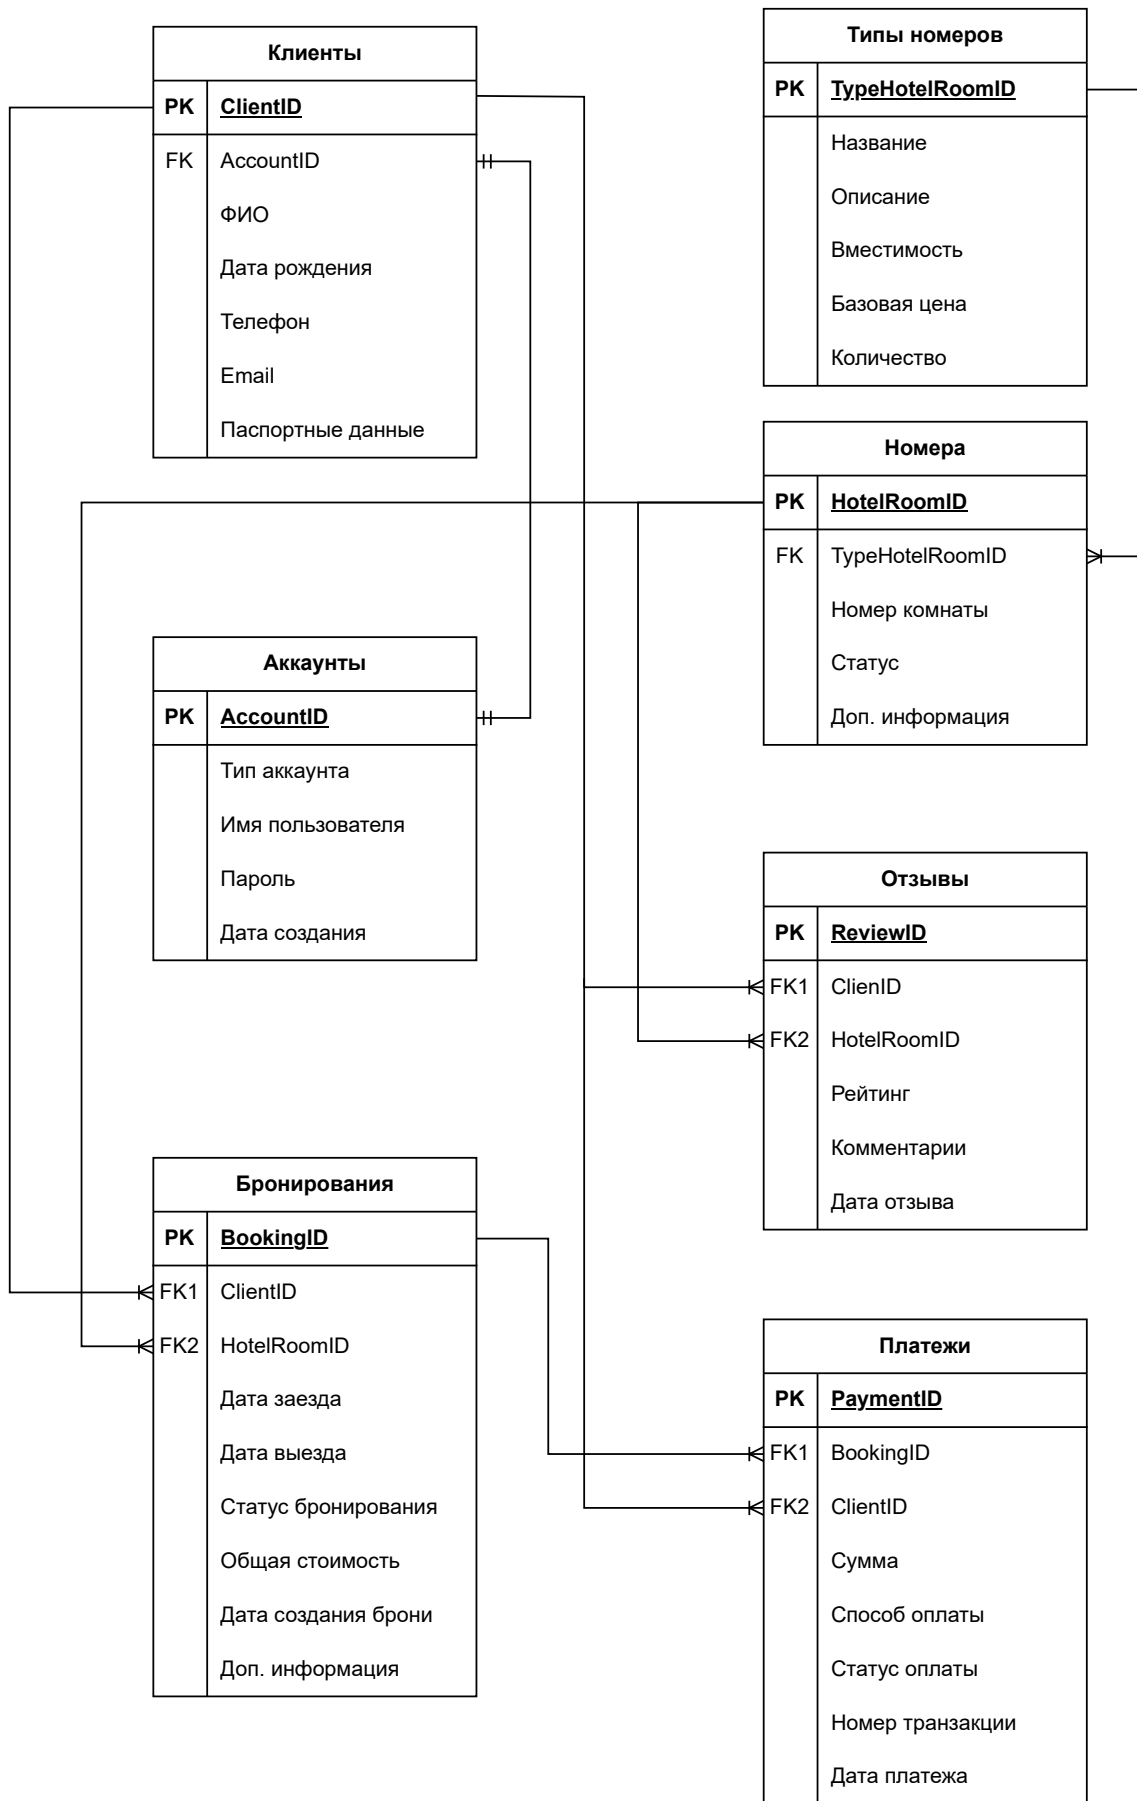 Клиенты
PK ClientID
FK AccountID
ФИО
Дата рождения
Телефон
Email
Паспортные данные
Типы номеров
PK TypeHotelRoomID
Название
Описание
Вместимость
Базовая цена
Количество
Номера
PK HotelRoomID
FK TypeHotelRoomID
Номер комнаты
Статус
Доп. информация
Аккаунты
PK AccountID
Тип аккаунта
Имя пользователя
Пароль
Дата создания
Отзывы
PK ReviewID
FK1 ClienID
FK2 HotelRoomID
Рейтинг
Комментарии
Дата отзыва
Бронирования
PK BookingID
FK1 ClientID
FK2 HotelRoomID
Дата заезда
Дата выезда
Статус бронирования
Общая стоимость
Дата создания брони
Доп. информация
Платежи
PK PaymentID
FK1 BookingID
FK2 ClientID
Сумма
Способ оплаты
Статус оплаты
Номер транзакции
Дата платежа